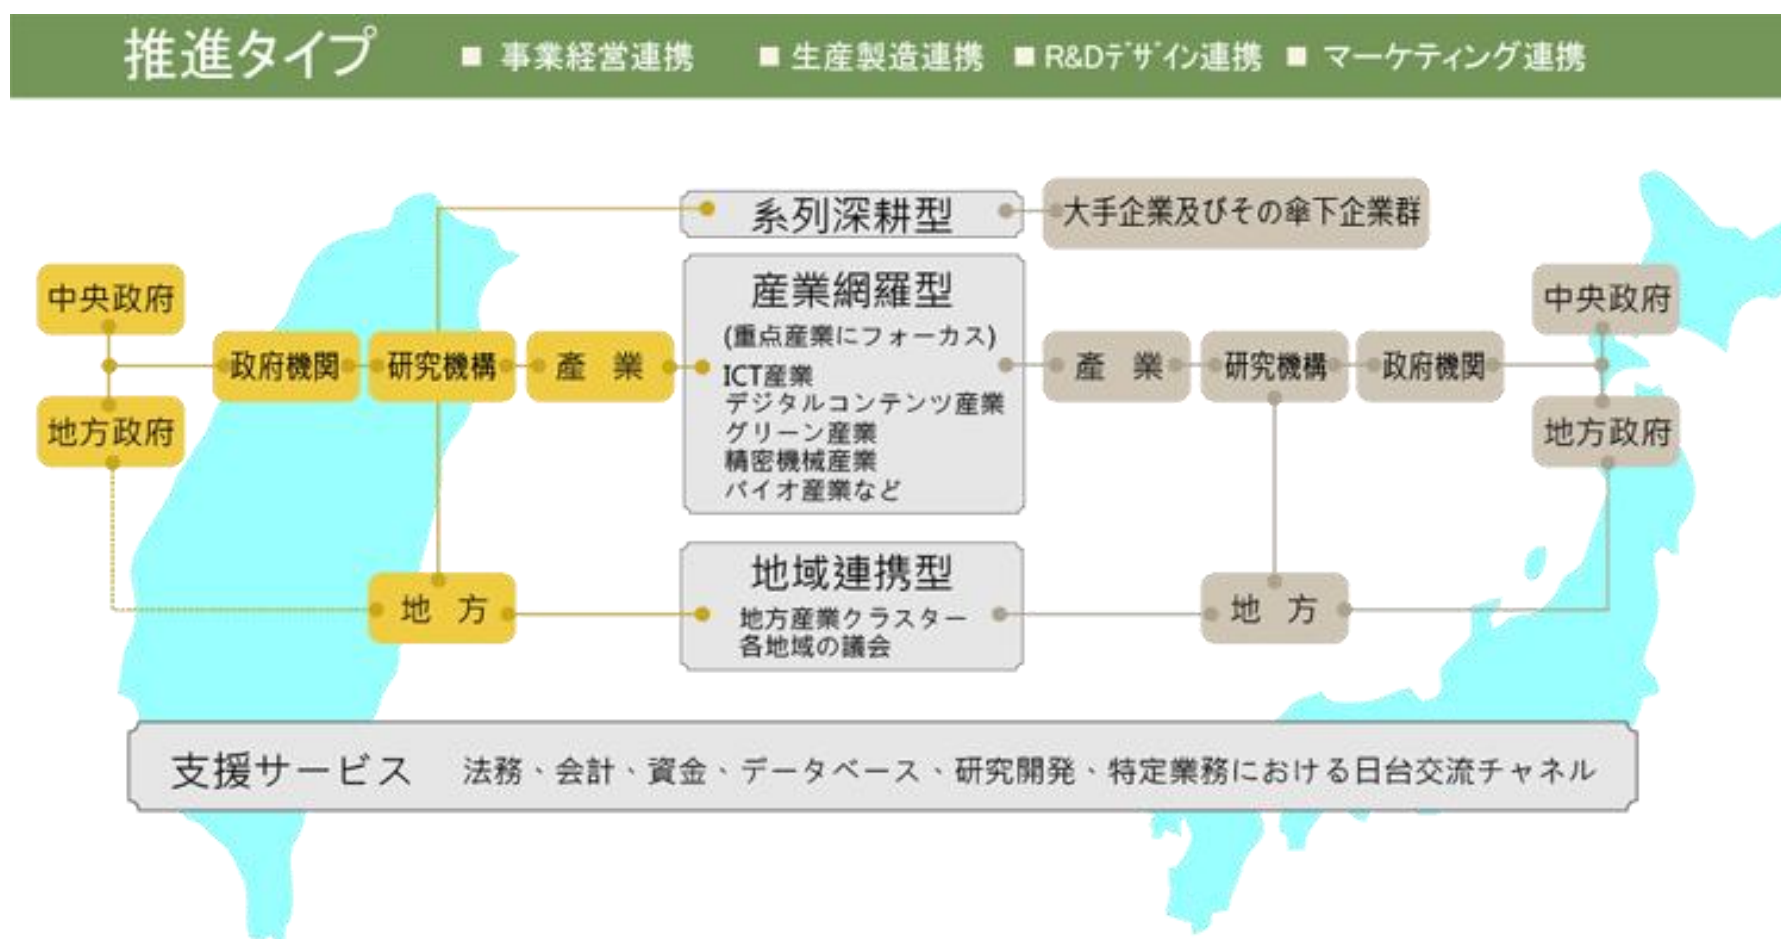 推進タイプ ■ 事業経営連携 ■ 生産製造連携 ■ R&Dﾃﾞｻﾞｲﾝ連携 ■ マーケティング連携
系列深耕型
大手企業及びその傘下企業群
産業網羅型
(重点産業にフォーカス)
ICT産業
デジタルコンテンツ産業
グリーン産業
精密機械産業
バイオ産業など
中央政府
地方政府
政府機関
研究機構
產 業
產 業
研究機構
政府機関
中央政府
地方政府
地 方
地域連携型
地方産業クラスター
各地域の議会
地 方
支援サービス 法務、会計、資金、データベース、研究開発、特定業務における日台交流チャネル